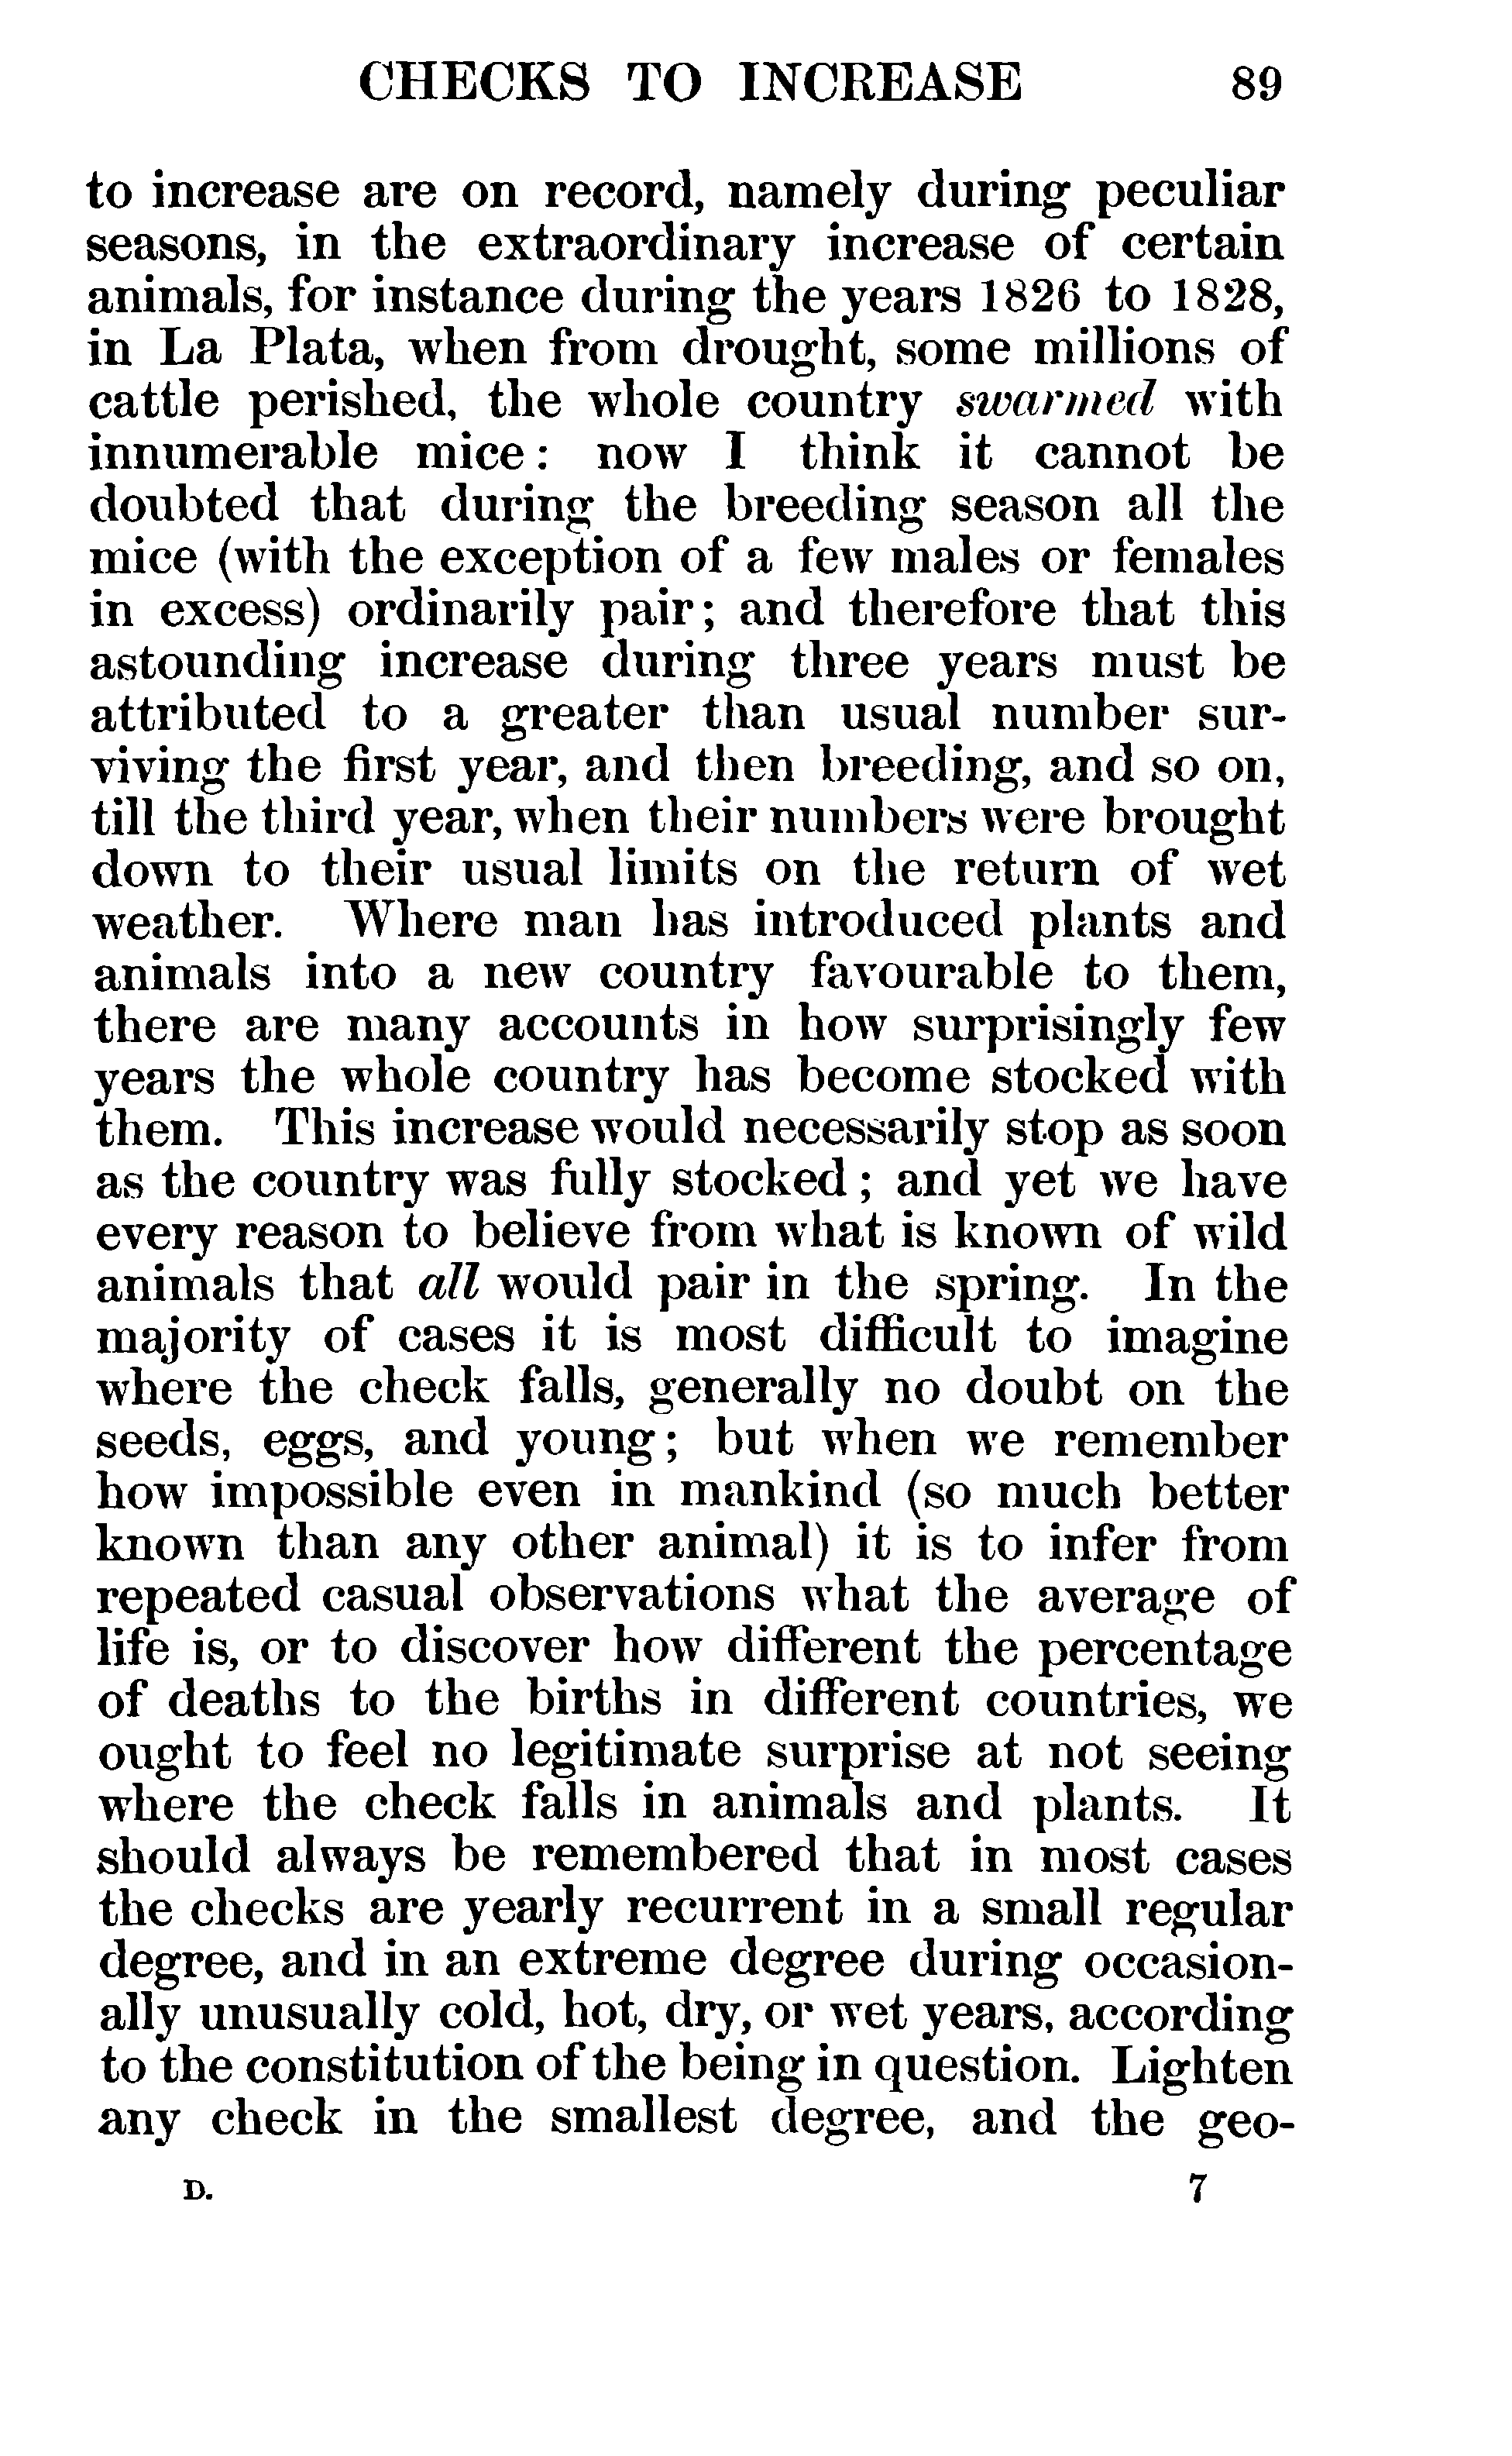 CHECKS TO INCREASE 89
to increase are on record, namely during peculiar
seasons, in the extraordinary increase of certain
animals, for instance during the years 1826 to 1828,
in La Plata, when from drought, some millions of
cattle perished, the whole country swarmed with
innumerable mice: now I think it cannot be
doubted that during the breeding season all the
mice (with the exception of a few males or females
in excess) ordinarily pair; and therefore that this
astounding increase during three years must be
attributed to a greater than usual number sur-
viving the first year, and then breeding, and so on,
till the third year, when their numbers were brought
down to their usual limits on the return of wet
weather. Where man has introduced plants and
animals into a new country favourable to them,
there are many accounts in how surprisingly few
years the whole country has become stocked with
them. This increase would necessarily stop as soon
as the country was fully stocked; and yet we have
every reason to believe from what is known of wild
animals that all would pair in the spring. In the
majority of cases it is most difficult to imagine
where the check falls, generally no doubt on the
seeds, eggs, and young; but when we remember
how impossible even in mankind (so much better
known than any other animal) it is to infer from
repeated casual observations what the average of
life is, or to discover how different the percentage
of deaths to the births in different countries, we
ought to feel no legitimate surprise at not seeing
where the check falls in animals and plants. It
should always be remembered that in most cases
the checks are yearly recurrent in a small regular
degree, and in an extreme degree during occasion-
ally unusually cold, hot, dry, or wet years, according
to the constitution of the being in question. Lighten
any check in the smallest degree, and the geo-
D. 7